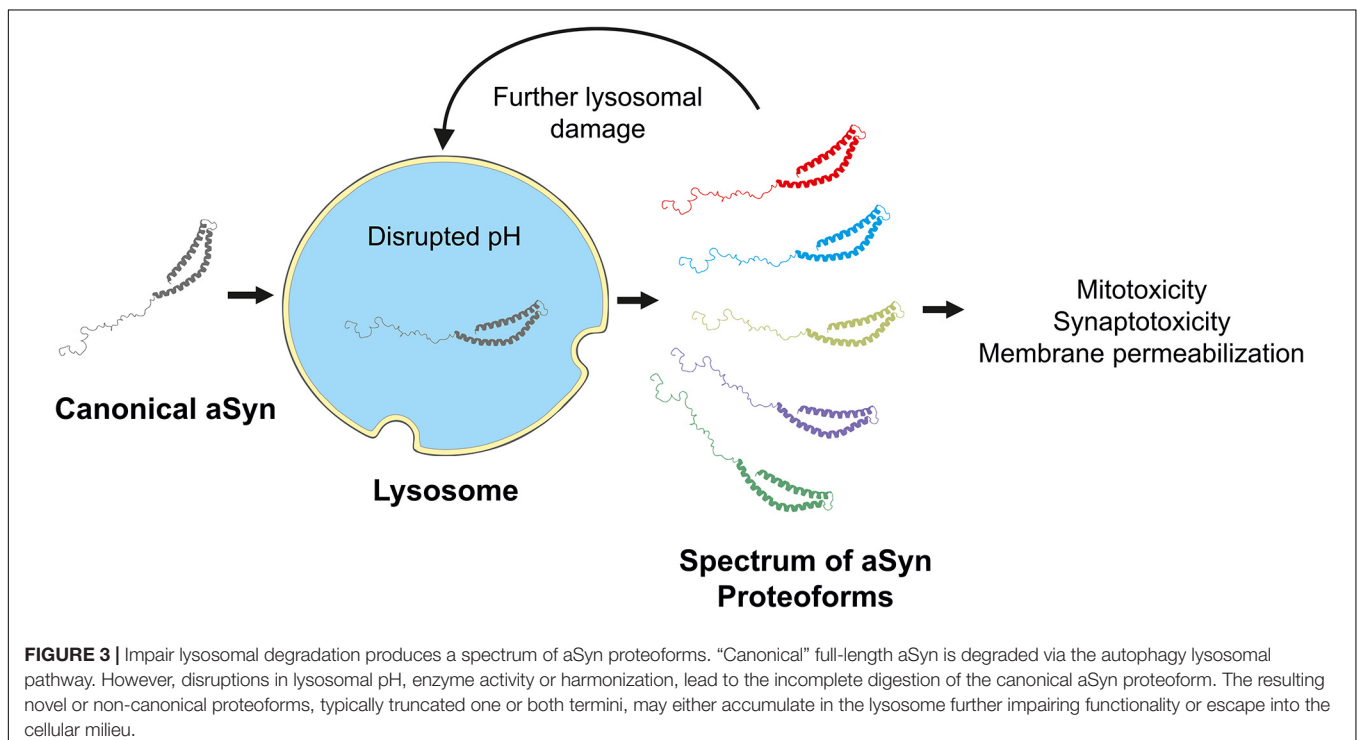 Further lysosomal
damage
Disrupted pH
Canonical aSyn
Lysosome
Mitotoxicity
Synaptotoxicity
Membrane permeabilization
Spectrum of aSyn
Proteoforms
FIGURE 3 | Impair lysosomal degradation produces a spectrum of aSyn proteoforms. “Canonical” full-length aSyn is degraded via the autophagy lysosomal
pathway. However, disruptions in lysosomal pH, enzyme activity or harmonization, lead to the incomplete digestion of the canonical aSyn proteoform. The resulting
novel or non-canonical proteoforms, typically truncated one or both termini, may either accumulate in the lysosome further impairing functionality or escape into the
cellular milieu.